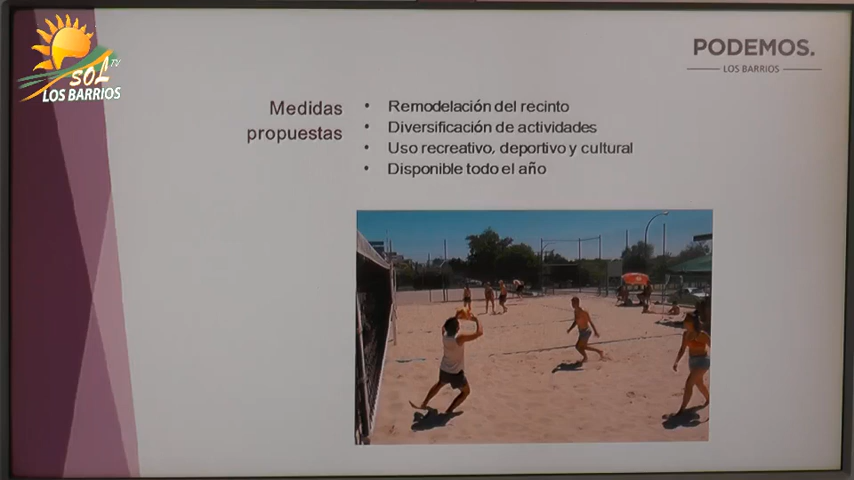 SOL TV
LOS BARRIOS
PODEMOS.
LOS BARRIOS
Medidas
propuestas
• Remodelación del recinto
• Diversificación de actividades
• Uso recreativo, deportivo y cultural
• Disponible todo el año